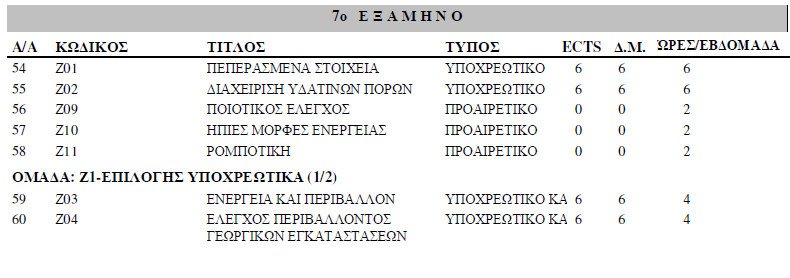 7ο ΕΞΑΜΗΝΟ
Α/Α ΚΩΔΙΚΟΣ ΤΙΤΛΟΣ ΤΥΠΟΣ ECTS Δ.Μ. ΏΡΕΣ/ΕΒΔΟΜΑΔΑ
54 Ζ01 ΠΕΠΕΡΑΣΜΕΝΑ ΣΤΟΙΧΕΙΑ ΥΠΟΧΡΕΩΤΙΚΟ 6 6 6
55 Ζ02 ΔΙΑΧΕΙΡΙΣΗ ΥΔΑΤΙΝΩΝ ΠΟΡΩΝ ΥΠΟΧΡΕΩΤΙΚΟ 6 6 6
56 Ζ09 ΠΟΙΟΤΙΚΟΣ ΕΛΕΓΧΟΣ ΠΡΟΑΙΡΕΤΙΚΟ 0 0 2
57 Ζ10 ΗΠΙΕΣ ΜΟΡΦΕΣ ΕΝΕΡΓΕΙΑΣ ΠΡΟΑΙΡΕΤΙΚΟ 0 0 2
58 Ζ11 ΡΟΜΠΟΤΙΚΗ ΠΡΟΑΙΡΕΤΙΚΟ 0 0 2
ΟΜΑΔΑ: Ζ1-ΕΠΙΛΟΓΗΣ ΥΠΟΧΡΕΩΤΙΚΑ (1/2)
59 Ζ03 ΕΝΕΡΓΕΙΑ ΚΑΙ ΠΕΡΙΒΑΛΛΟΝ ΥΠΟΧΡΕΩΤΙΚΟ ΚΑ 6 6 4
60 Ζ04 ΕΛΕΓΧΟΣ ΠΕΡΙΒΑΛΛΟΝΤΟΣ ΥΠΟΧΡΕΩΤΙΚΟ ΚΑ 6 6 4
ΓΕΩΡΓΙΚΩΝ ΕΓΚΑΤΑΣΤΑΣΕΩΝ